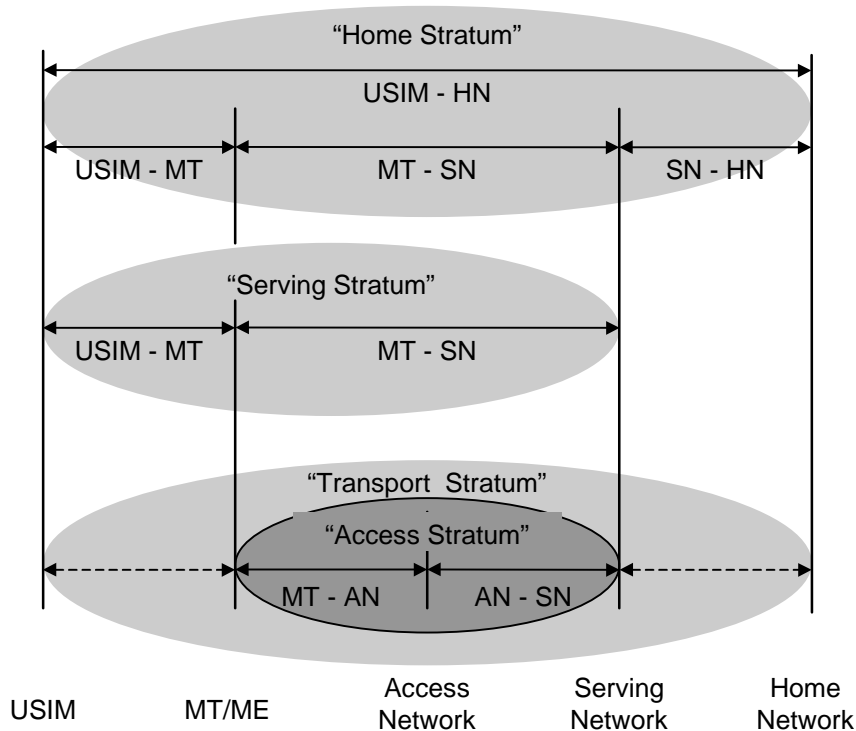 “Home Stratum”
USIM - HN
USIM - MT
MT - SN
SN - HN
“Serving Stratum”
USIM - MT
MT - SN
“Transport Stratum”
“Access Stratum”
MT - AN
AN - SN
USIM
MT/ME
Access
Network
Serving
Network
Home
Network